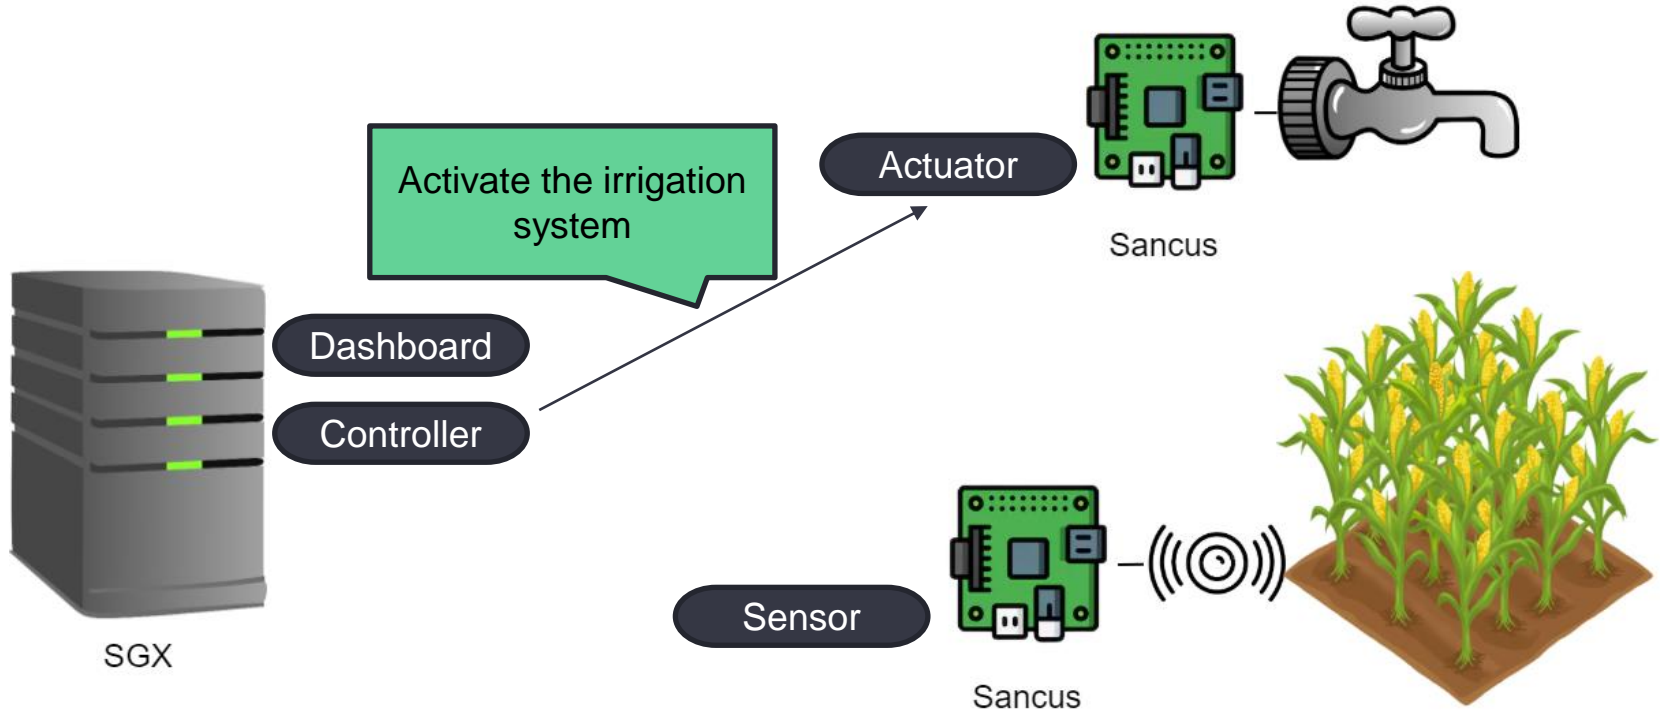 Activate the irrigation
system
Actuator
Sancus
Dashboard
Controller
SGX
Sensor
Sancus